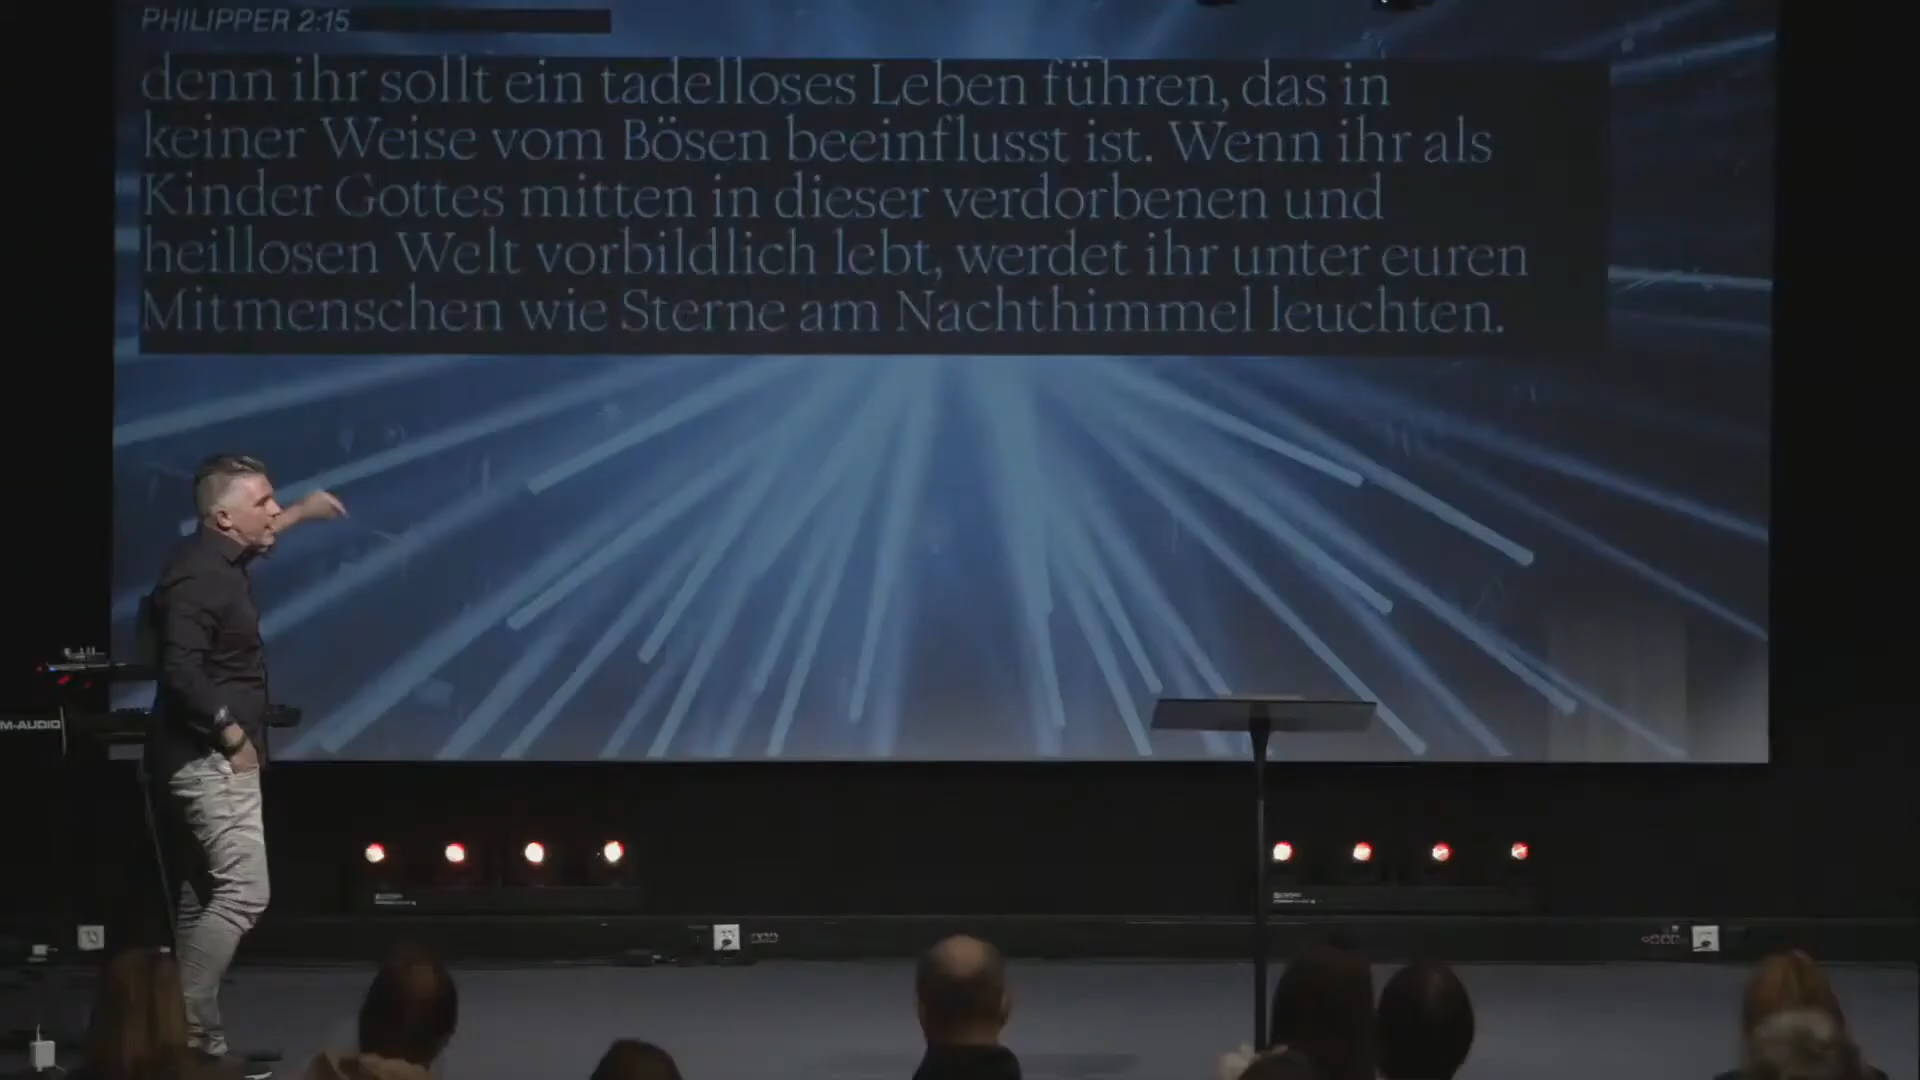 PHILIPPER 2:15
denn ihr sollt ein tadelloses Leben führen, das in
keiner Weise vom Bösen beeinflusst ist. Wenn ihr als
Kinder Gottes mitten in dieser verdorbenen und
heillosen Welt vorbildlich lebt, werdet ihr unter euren
Mitmenschen wie Sterne am Nachthimmel leuchten.
M-AUDIO